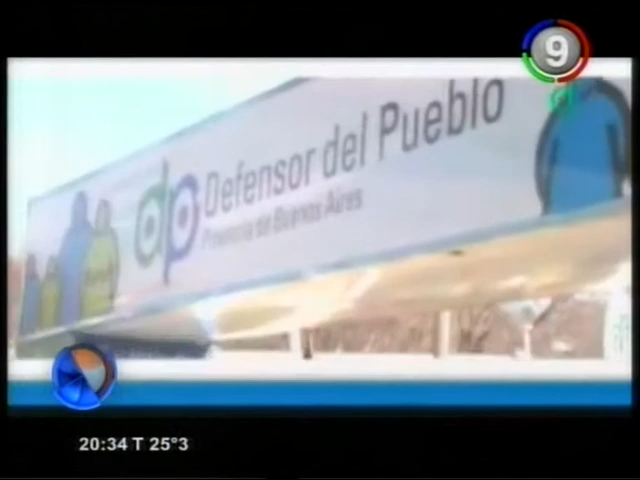 9
dp
Defensor del Pueblo
Provincia de Buenos Aires
20:34 T 25°3